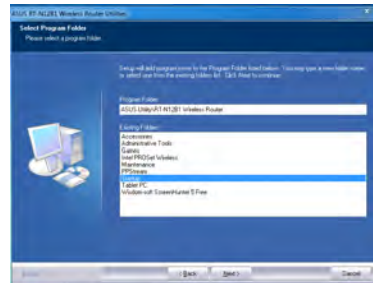 ASUS RT-N12B1 Wireless Router Utilities
Select Program Folder
Please select a program folder.
Setup will add program icons to the Program Folder listed below. You may type a new folder name, or select one from the existing folders list. Click Next to continue.
Program Folder:
ASUS Utility\RT-N12B1 Wireless Router
Existing Folders:
Accessories
Administrative Tools
Games
Intel PROSet Wireless
Maintenance
PPStream
Startup
Tablet PC
Wisdom-soft ScreenHunter 5 Free
< Back
Next >
Cancel